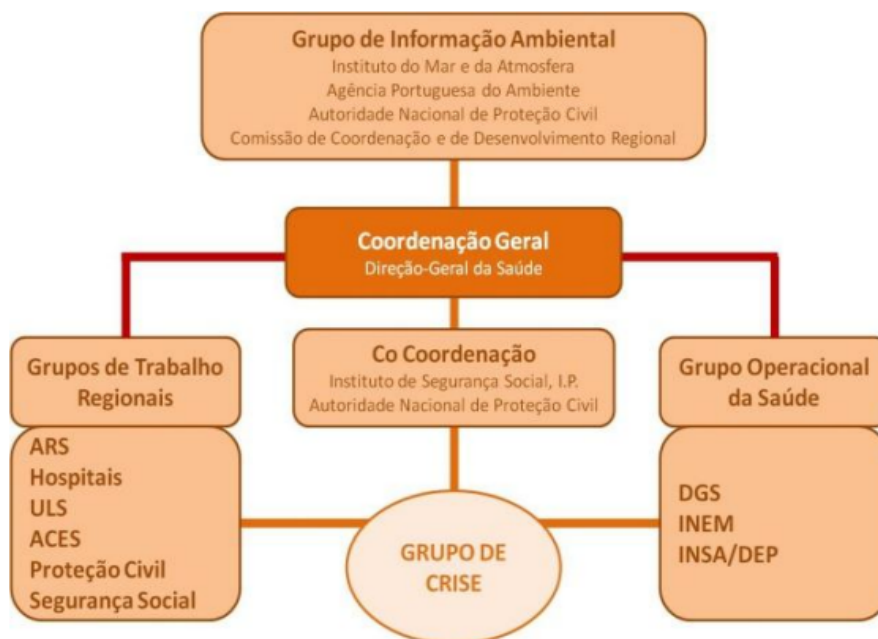 Grupo de Informação Ambiental
Instituto do Mar e da Atmosfera
Agência Portuguesa do Ambiente
Autoridade Nacional de Proteção Civil
Comissão de Coordenação e de Desenvolvimento Regional
Coordenação Geral
Direção-Geral da Saúde
Grupos de Trabalho
Regionais
ARS
Hospitais
ULS
ACES
Proteção Civil
Segurança Social
Co Coordenação
Instituto de Segurança Social, I.P.
Autoridade Nacional de Proteção Civil
GRUPO DE
CRISE
Grupo Operacional
da Saúde
DGS
INEM
INSA/DEP